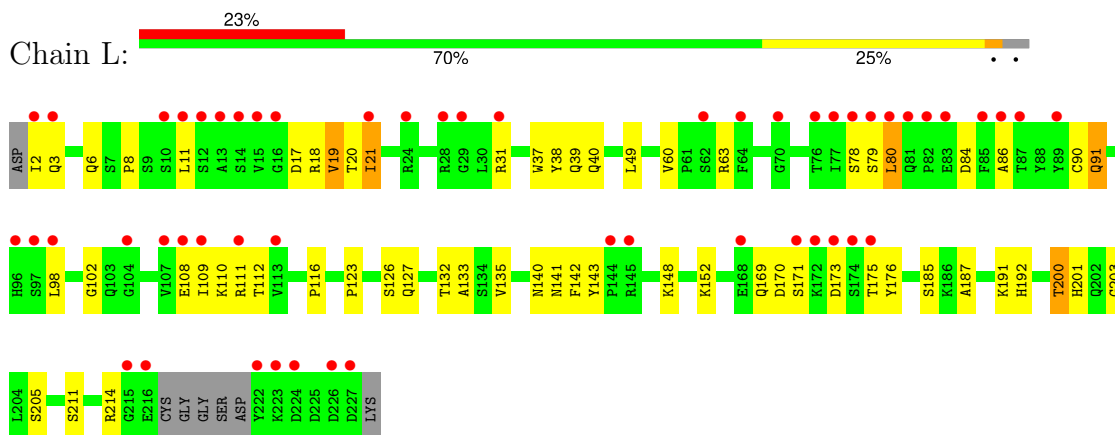 23%
Chain L:
70% 25% • •
ASP I2 Q3 Q6 S7 P8 S9 S10 L11 S12 A13 S14 V15 G16 D17 R18 V19 T20 I21 R24 R28 G29 L30 R31 W37 Y38 Q39 Q40 L49 V60 P61 S62 R63 F64 G70 T76 I77 S78 S79 L80 Q81 P82 E83 D84 F85 A86 T87 Y88 Y89 C90 Q91
H96 S97 L98 G102 Q103 G104 V107 E108 I109 K110 R111 T112 V113 P116 P123 S126 Q127 T132 A133 S134 V135 N140 N141 F142 Y143 P144 R145 K148 K152 E168 Q169 D170 S171 K172 D173 S174 T175 Y176 S185 K186 A187 K191 H192 T200 H201 Q202 G203
L204 S205 S211 R214 G215 E216 CYS GLY GLY SER ASP Y222 K223 D224 D225 D226 D227 LYS